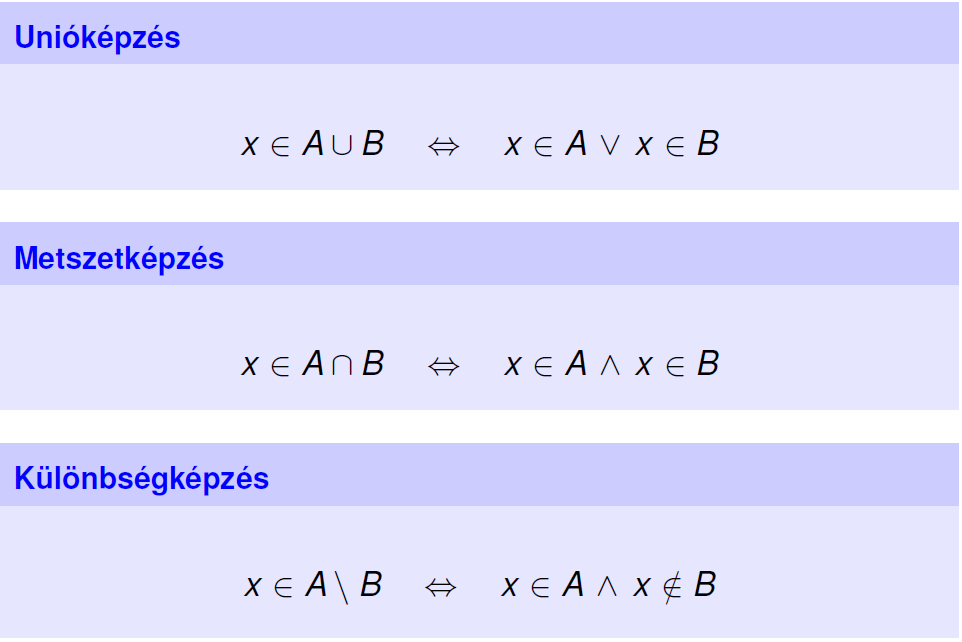 Unióképzés
x ∈ A ∪ B ⇔ x ∈ A ∨ x ∈ B
Metszetképzés
x ∈ A ∩ B ⇔ x ∈ A ∧ x ∈ B
Különbségképzés
x ∈ A \ B ⇔ x ∈ A ∧ x ∉ B